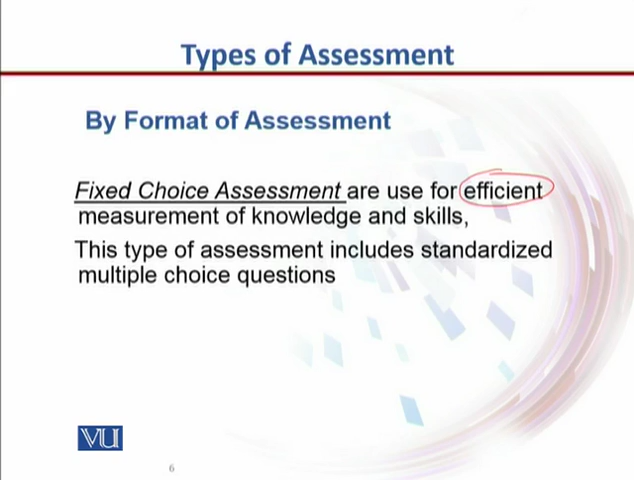 Types of Assessment
By Format of Assessment
Fixed Choice Assessment are use for efficient
measurement of knowledge and skills,
This type of assessment includes standardized
multiple choice questions
VU
6